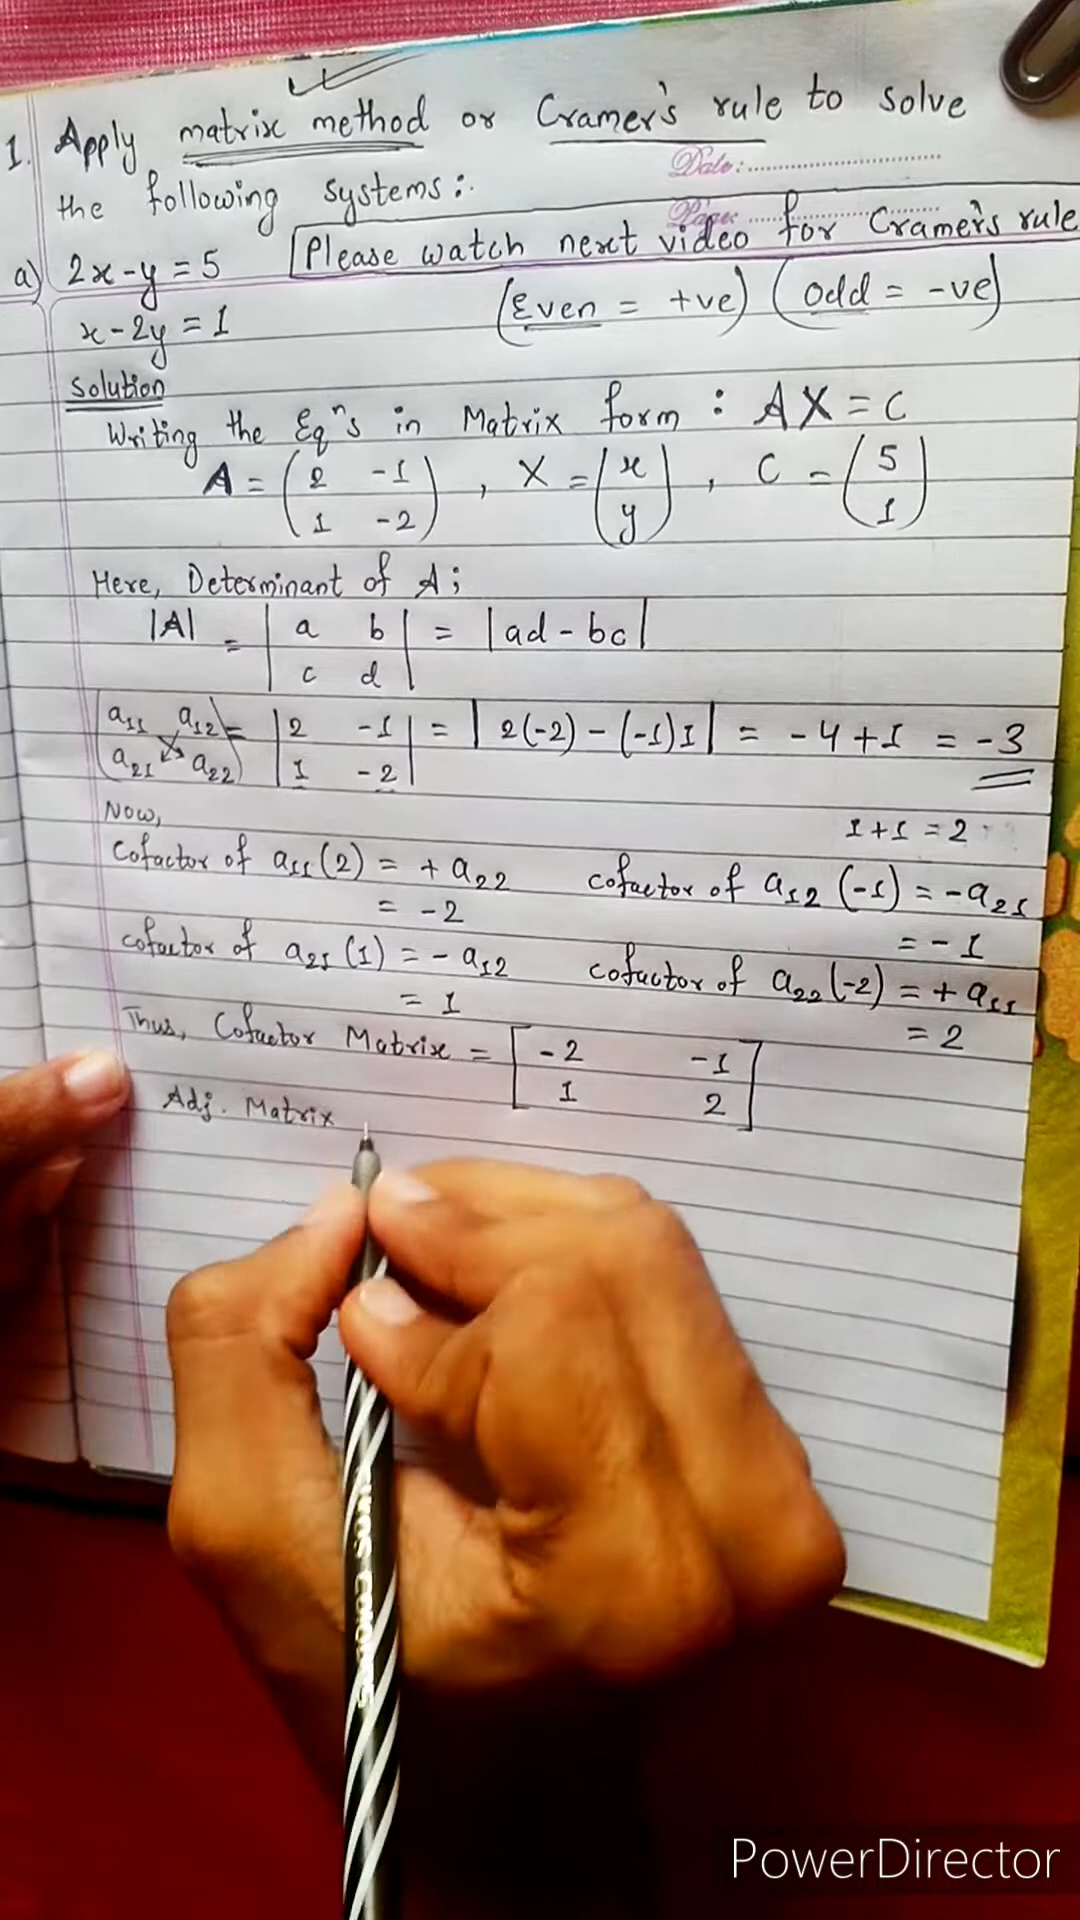 1. Apply matrix method or Cramer's rule to solve
Date:
the following systems:
Page:
Please watch next video for Cramer's rule
a) 2x-y=5
(Even = +ve) (odd = -ve)
x-2y=1
Solution
Writing the Eqⁿs in Matrix form : AX=C
A = (2 -1 , X = (x , C = (5
1 -2) y) 1)
Here, Determinant of A;
|A| = |a b| = |ad-bc|
c d
(a11 a12) = |2 -1| = |2(-2)-(-1)1| = -4+1 = -3
a21 a22 1 -2
Now,
1+1=2
Cofactor of a11(2) = +a22 cofactor of a12(-1) = -a21
= -2 = -1
cofactor of a21(1) = -a12 cofactor of a22(-2) = +a11
= 1 = 2
Thus, Cofactor Matrix = [-2 -1
1 2]
Adj. Matrix
PowerDirector